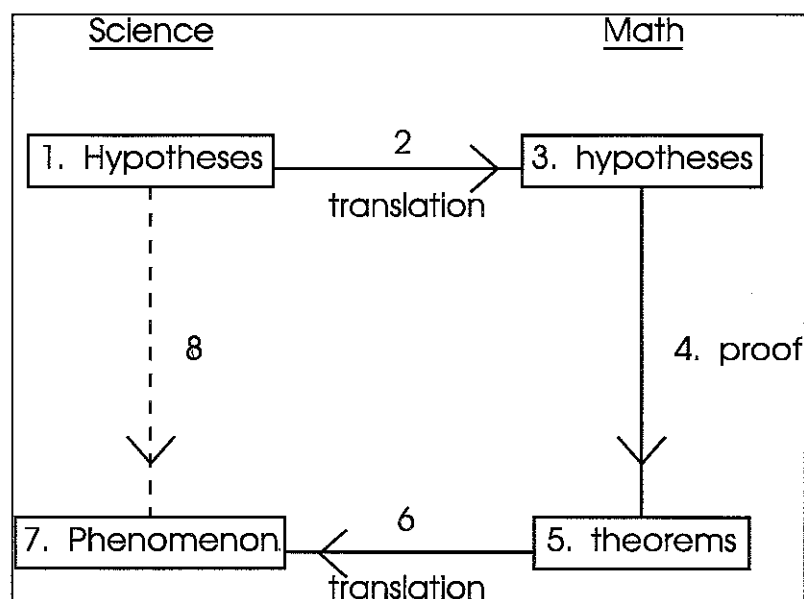 Science
Math
2
1. Hypotheses
3. hypotheses
translation
8
4. proof
6
7. Phenomenon
5. theorems
translation